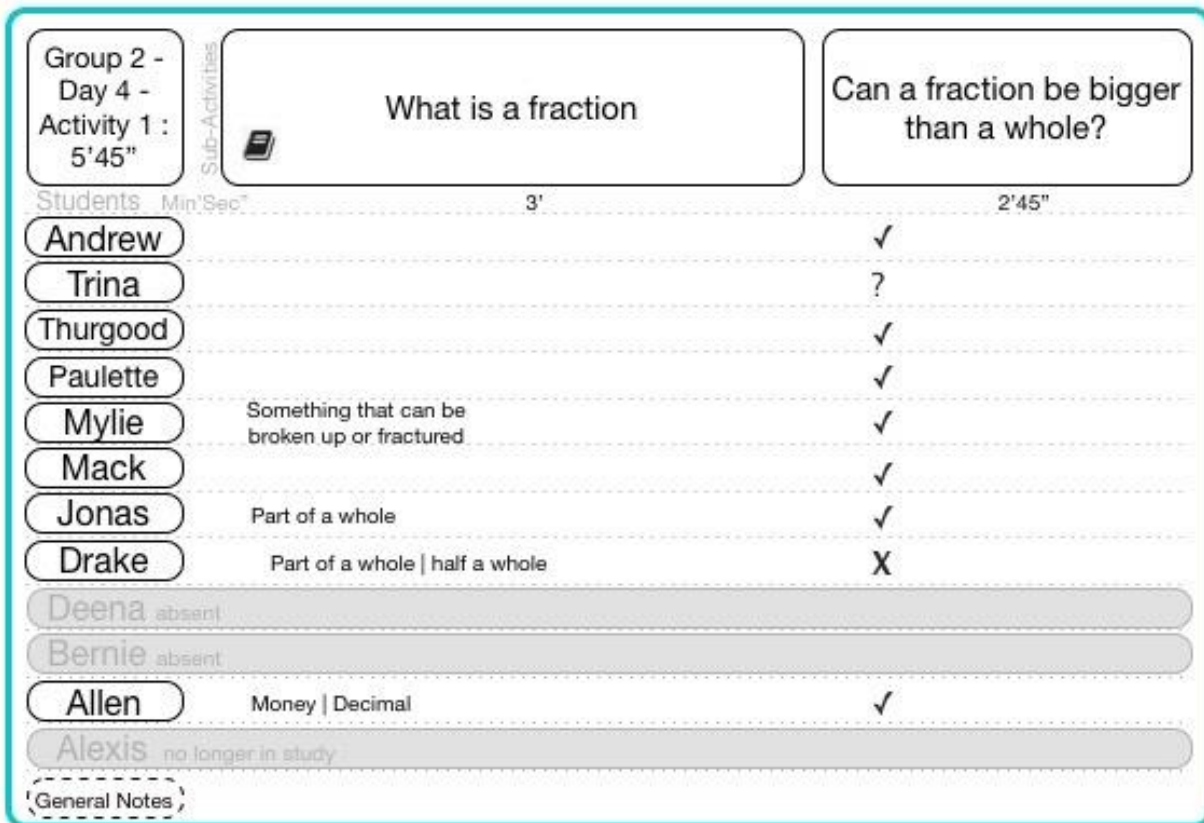 Group 2 -
Day 4 -
Activity 1 :
5'45"
Sub-Activities
What is a fraction
Can a fraction be bigger
than a whole?
Students Min'Sec" 3' 2'45"
Andrew ✓
Trina ?
Thurgood ✓
Paulette ✓
Mylie Something that can be
broken up or fractured ✓
Mack ✓
Jonas Part of a whole ✓
Drake Part of a whole | half a whole X
Deena absent
Bernie absent
Allen Money | Decimal ✓
Alexis no longer in study
General Notes